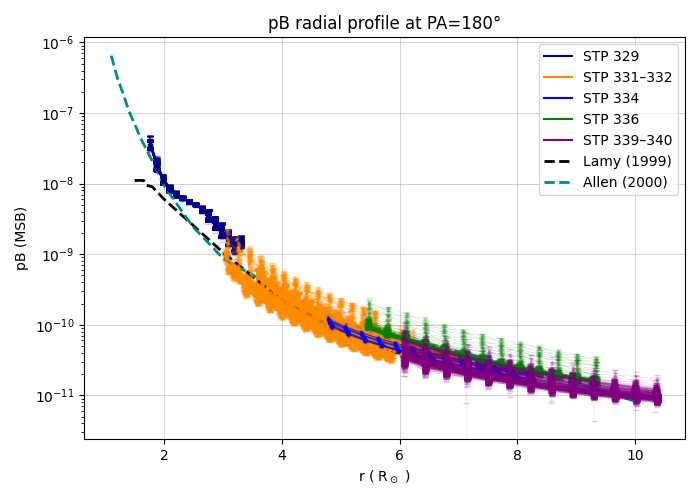 pB radial profile at PA=180°
pB (MSB)
10⁻⁶
10⁻⁷
10⁻⁸
10⁻⁹
10⁻¹⁰
10⁻¹¹
STP 329
STP 331–332
STP 334
STP 336
STP 339–340
Lamy (1999)
Allen (2000)
2 4 6 8 10
r ( R⊙ )